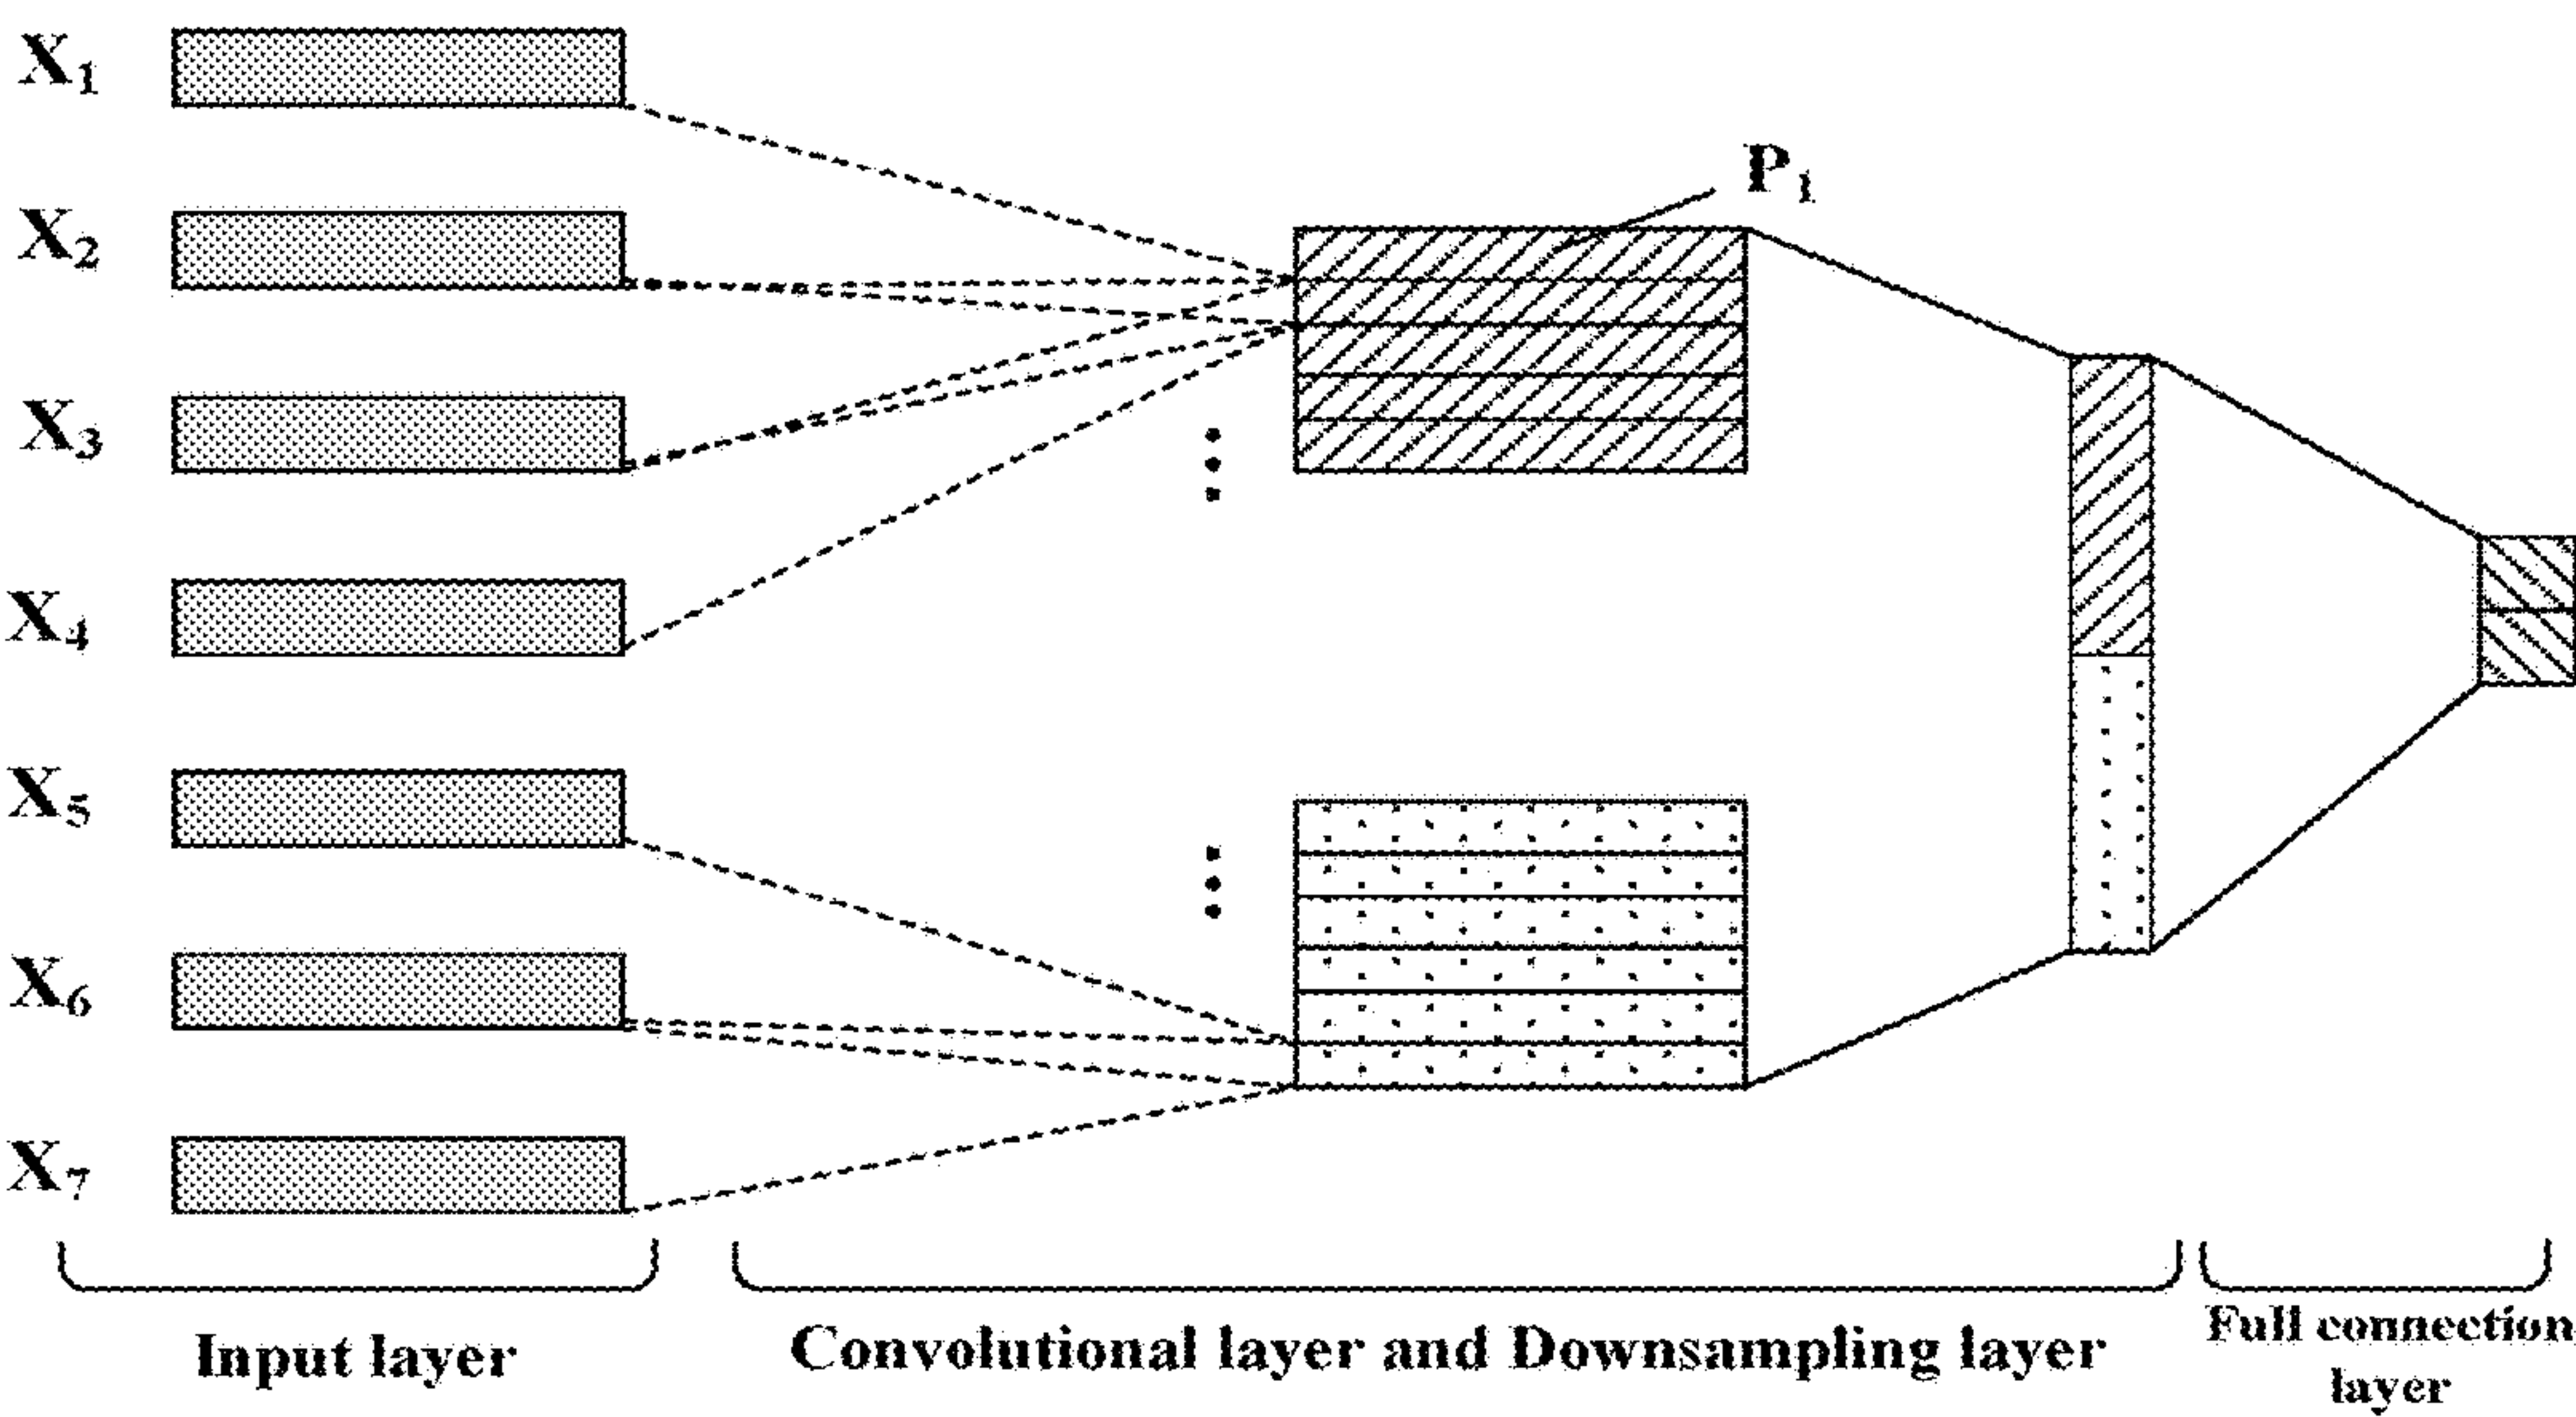 X₁
P₁
X₂
X₃
X₄
X₅
X₆
X₇
Input layer
Convolutional layer and Downsampling layer
Full connection
layer